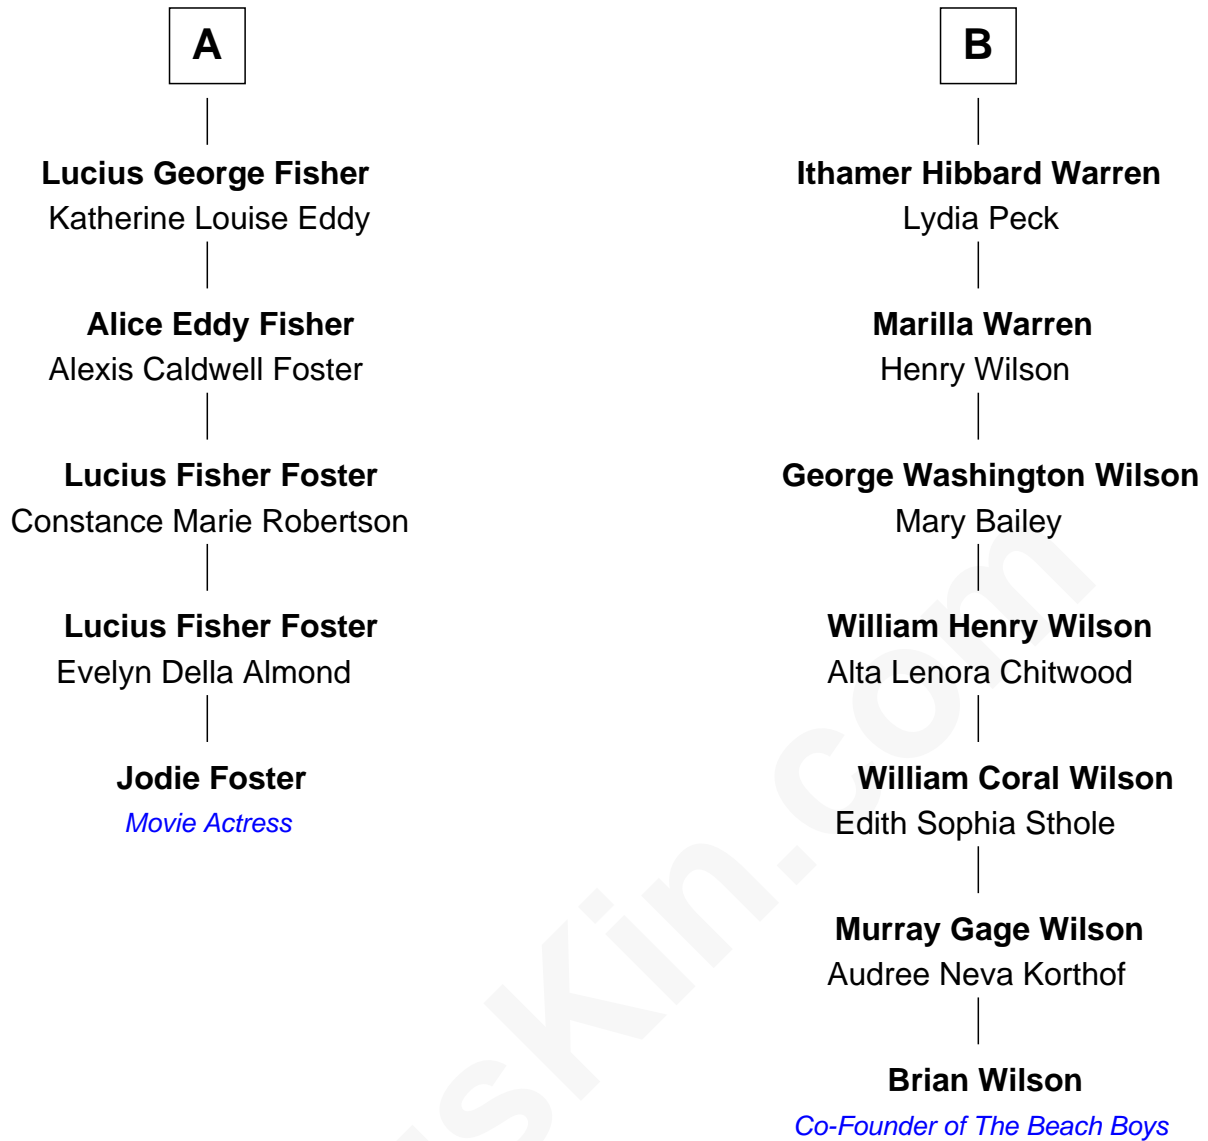 A
Lucius George Fisher
Katherine Louise Eddy
Alice Eddy Fisher
Alexis Caldwell Foster
Lucius Fisher Foster
Constance Marie Robertson
Lucius Fisher Foster
Evelyn Della Almond
Jodie Foster
Movie Actress
B
Ithamer Hibbard Warren
Lydia Peck
Marilla Warren
Henry Wilson
George Washington Wilson
Mary Bailey
William Henry Wilson
Alta Lenora Chitwood
William Coral Wilson
Edith Sophia Sthole
Murray Gage Wilson
Audree Neva Korthof
Brian Wilson
Co-Founder of The Beach Boys
sKin.com